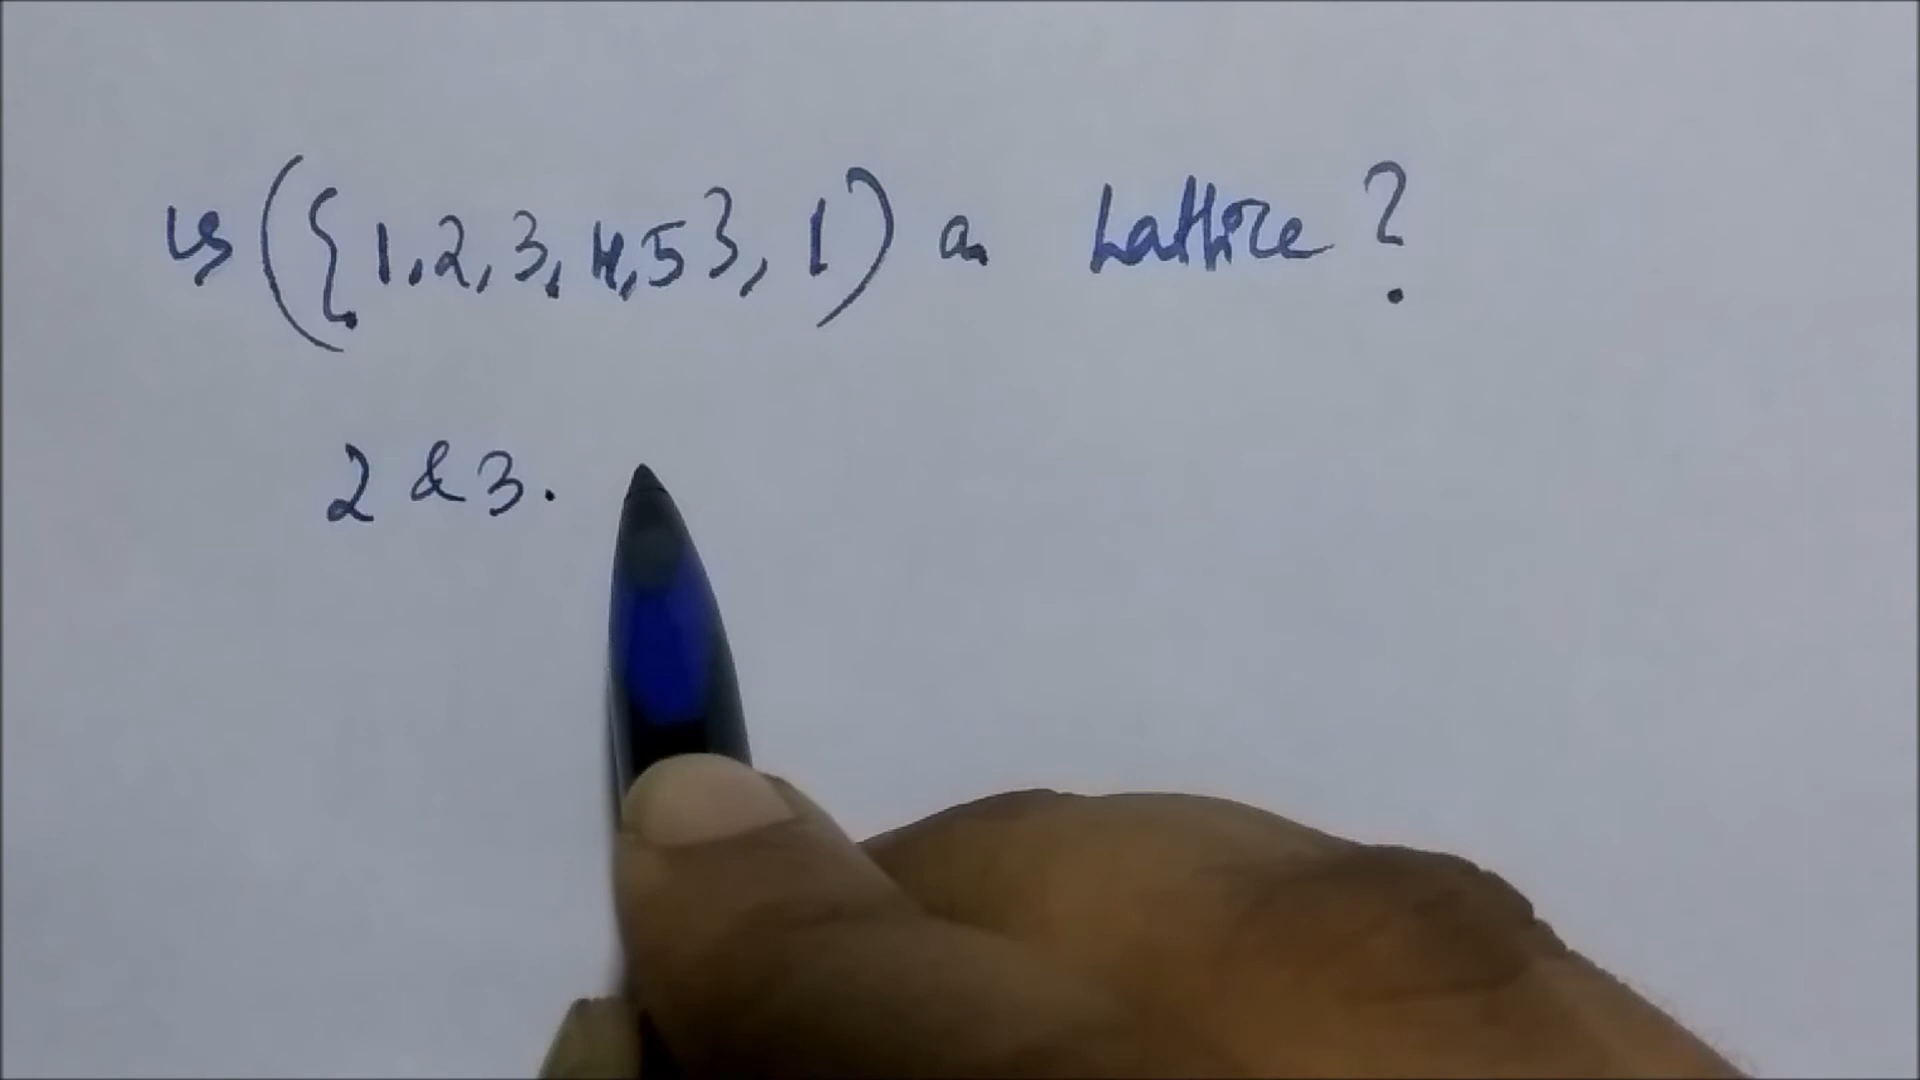 is ({1,2,3,4,5}, |) a Lattice?
2 & 3.